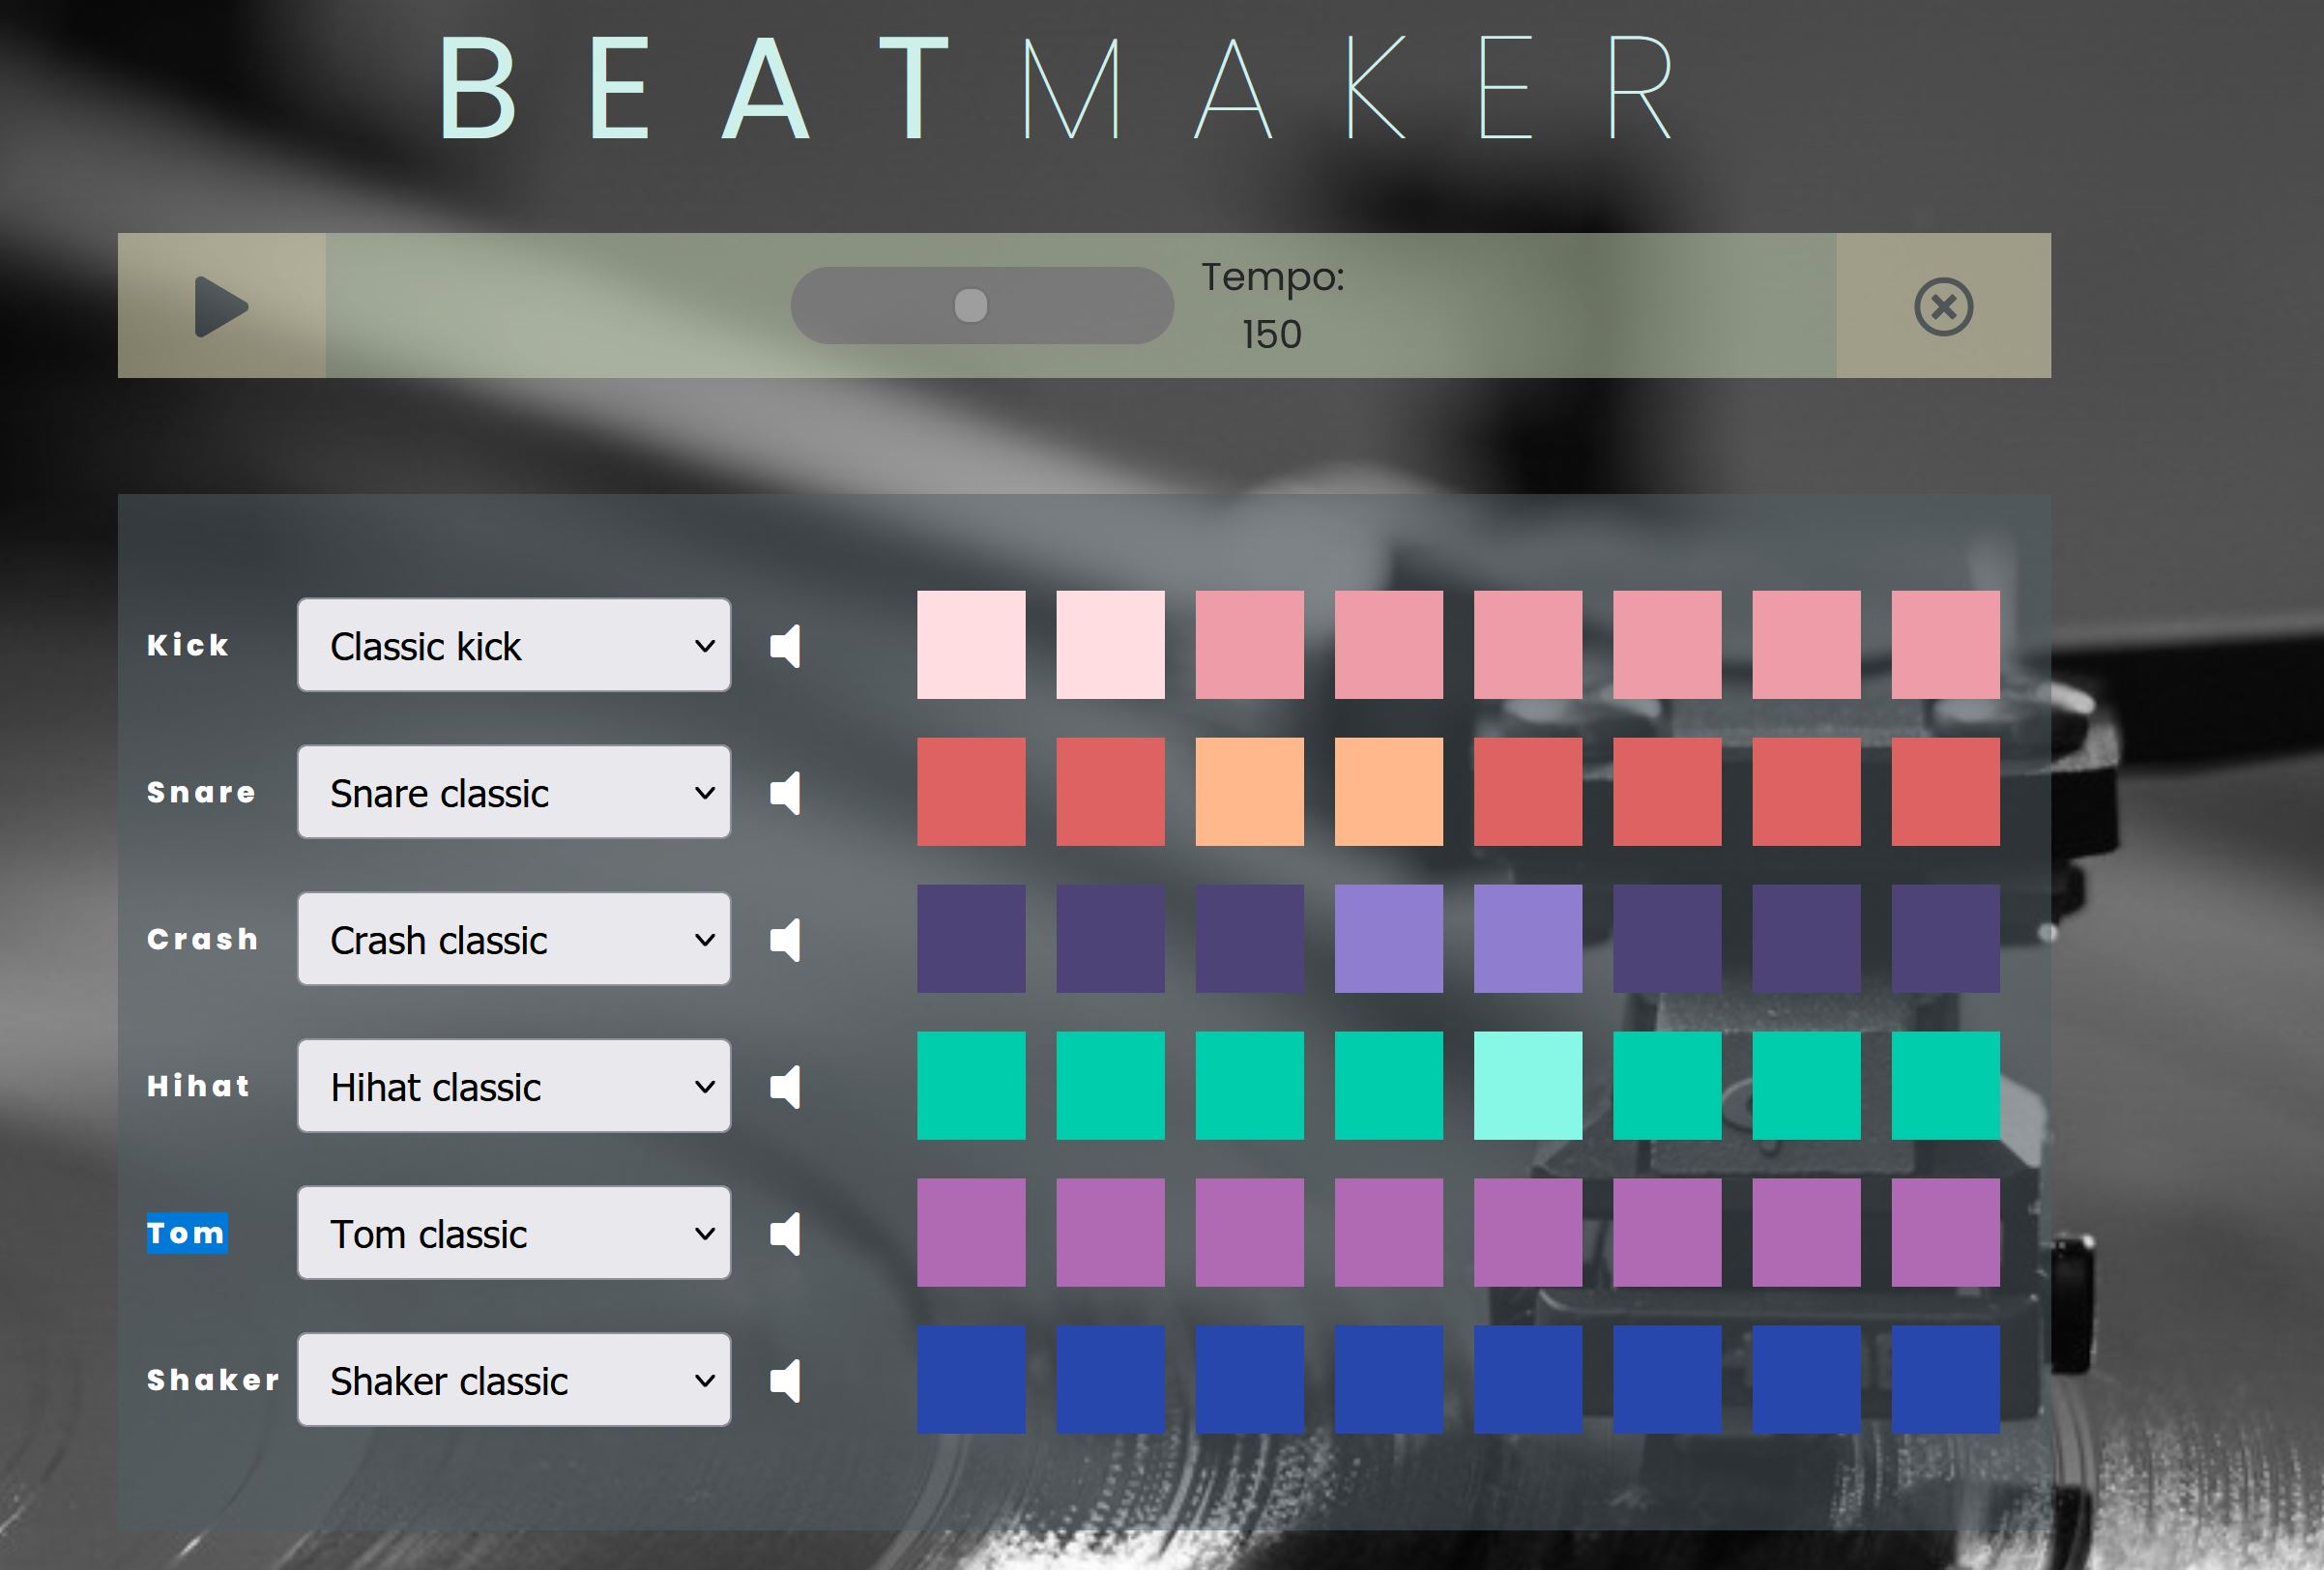 BEATMAKER
Tempo:
150
Kick
Classic kick
Snare
Snare classic
Crash
Crash classic
Hihat
Hihat classic
Tom
Tom classic
Shaker
Shaker classic